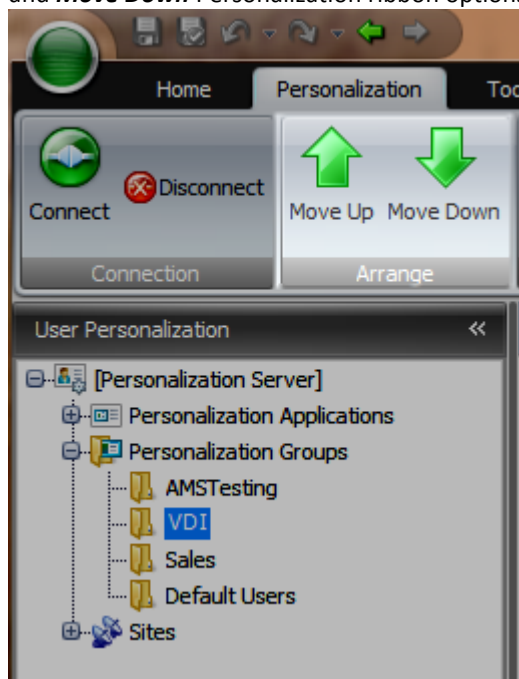 and Move Down Personalization ribbon options
Home Personalization Too
Connect Disconnect Move Up Move Down
Connection Arrange
User Personalization
[Personalization Server]
Personalization Applications
Personalization Groups
AMSTesting
VDI
Sales
Default Users
Sites